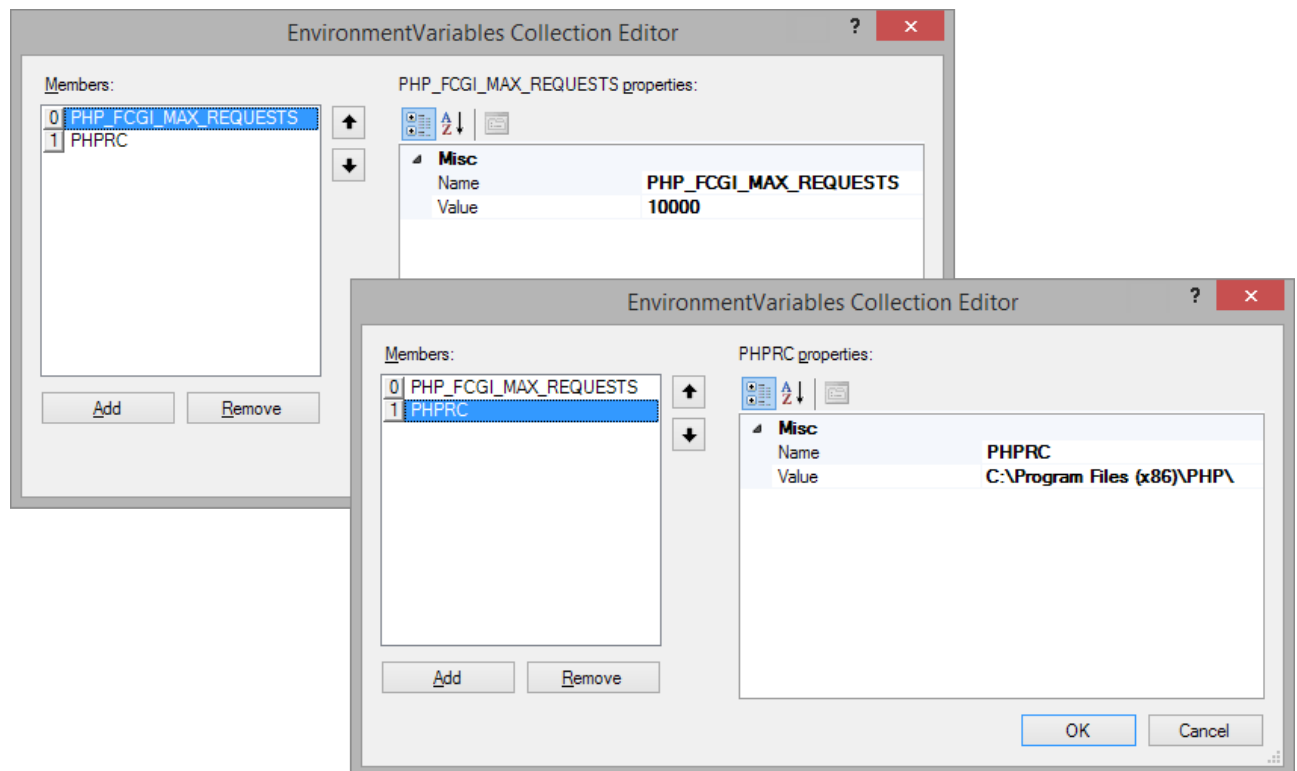 EnvironmentVariables Collection Editor
?
Members:
0 PHP_FCGI_MAX_REQUESTS
1 PHPRC
Add
Remove
PHP_FCGI_MAX_REQUESTS properties:
Misc
Name PHP_FCGI_MAX_REQUESTS
Value 10000
EnvironmentVariables Collection Editor
?
Members:
0 PHP_FCGI_MAX_REQUESTS
1 PHPRC
Add
Remove
PHPRC properties:
Misc
Name PHPRC
Value C:\Program Files (x86)\PHP\
OK
Cancel